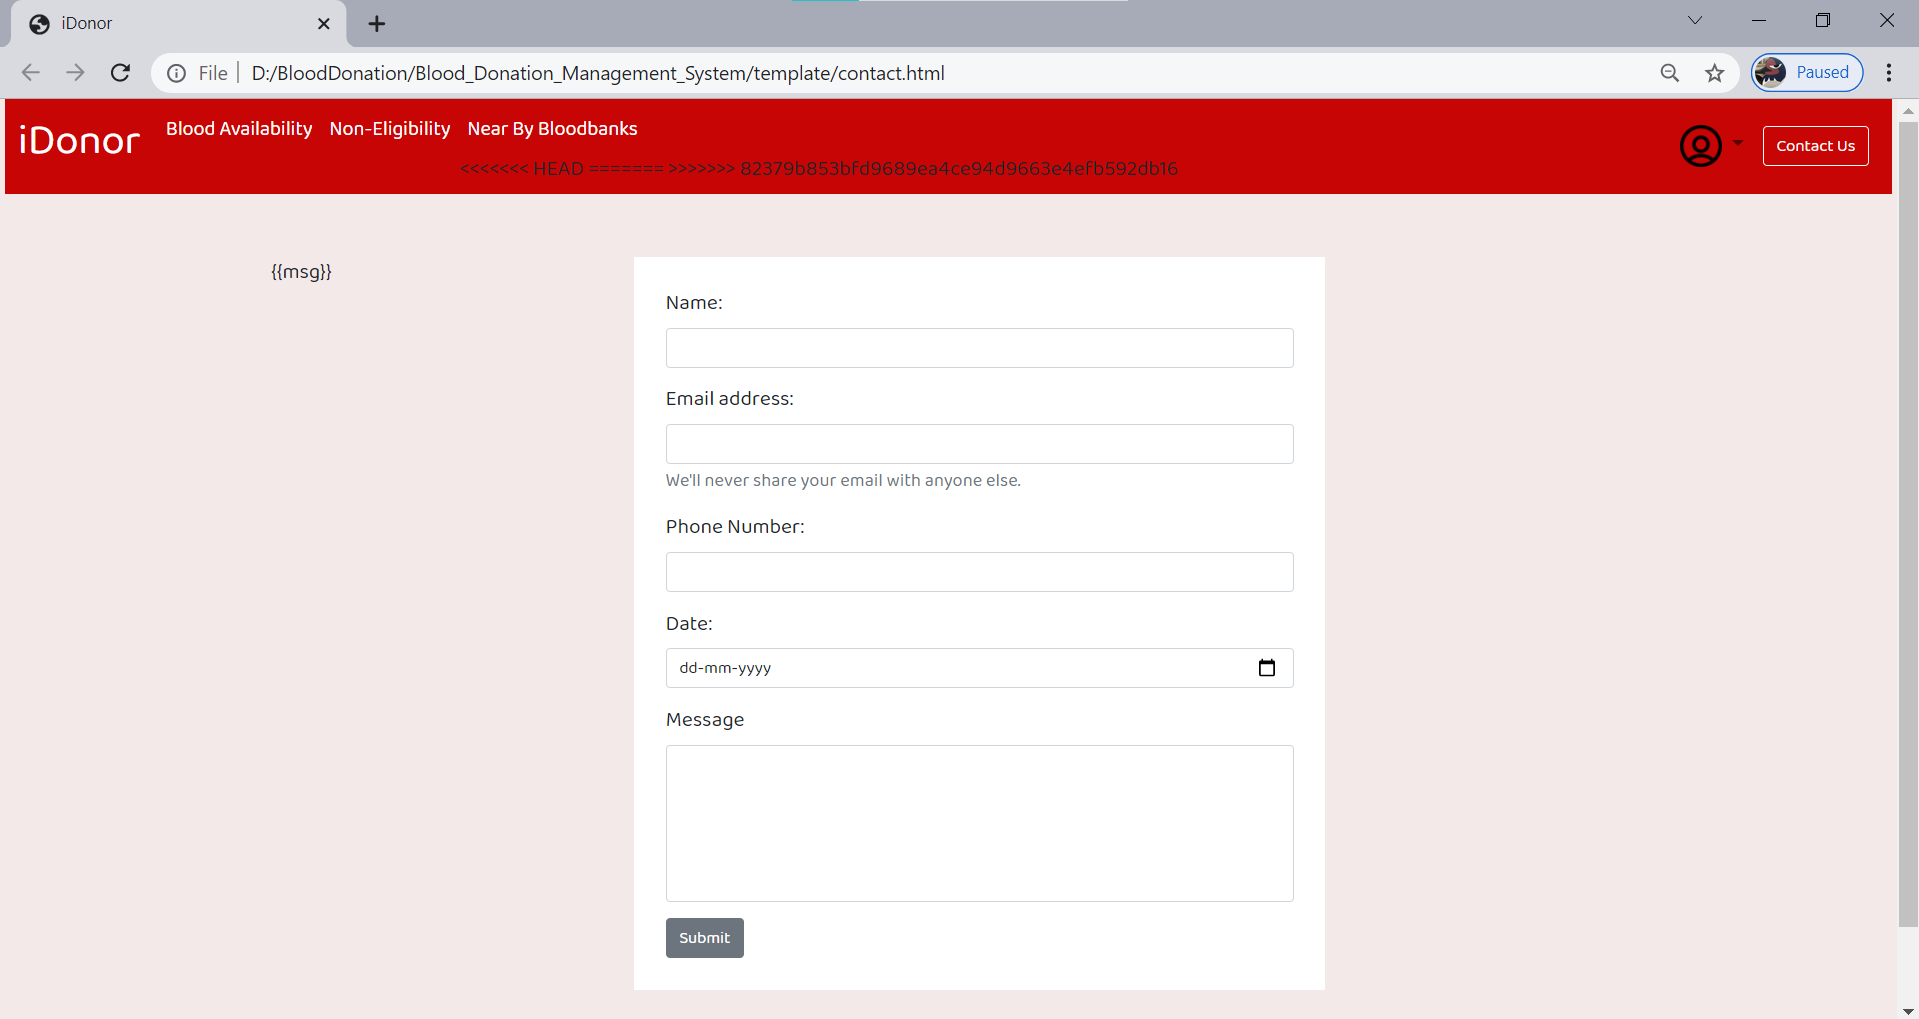 iDonor
File D:/BloodDonation/Blood_Donation_Management_System/template/contact.html
Paused
iDonor Blood Availability Non-Eligibility Near By Bloodbanks
Contact Us
<<<<<<< HEAD ======= >>>>>>> 82379b853bfd9689ea4ce94d9663e4efb592db16
{{msg}}
Name:
Email address:
We'll never share your email with anyone else.
Phone Number:
Date:
dd-mm-yyyy
Message
Submit